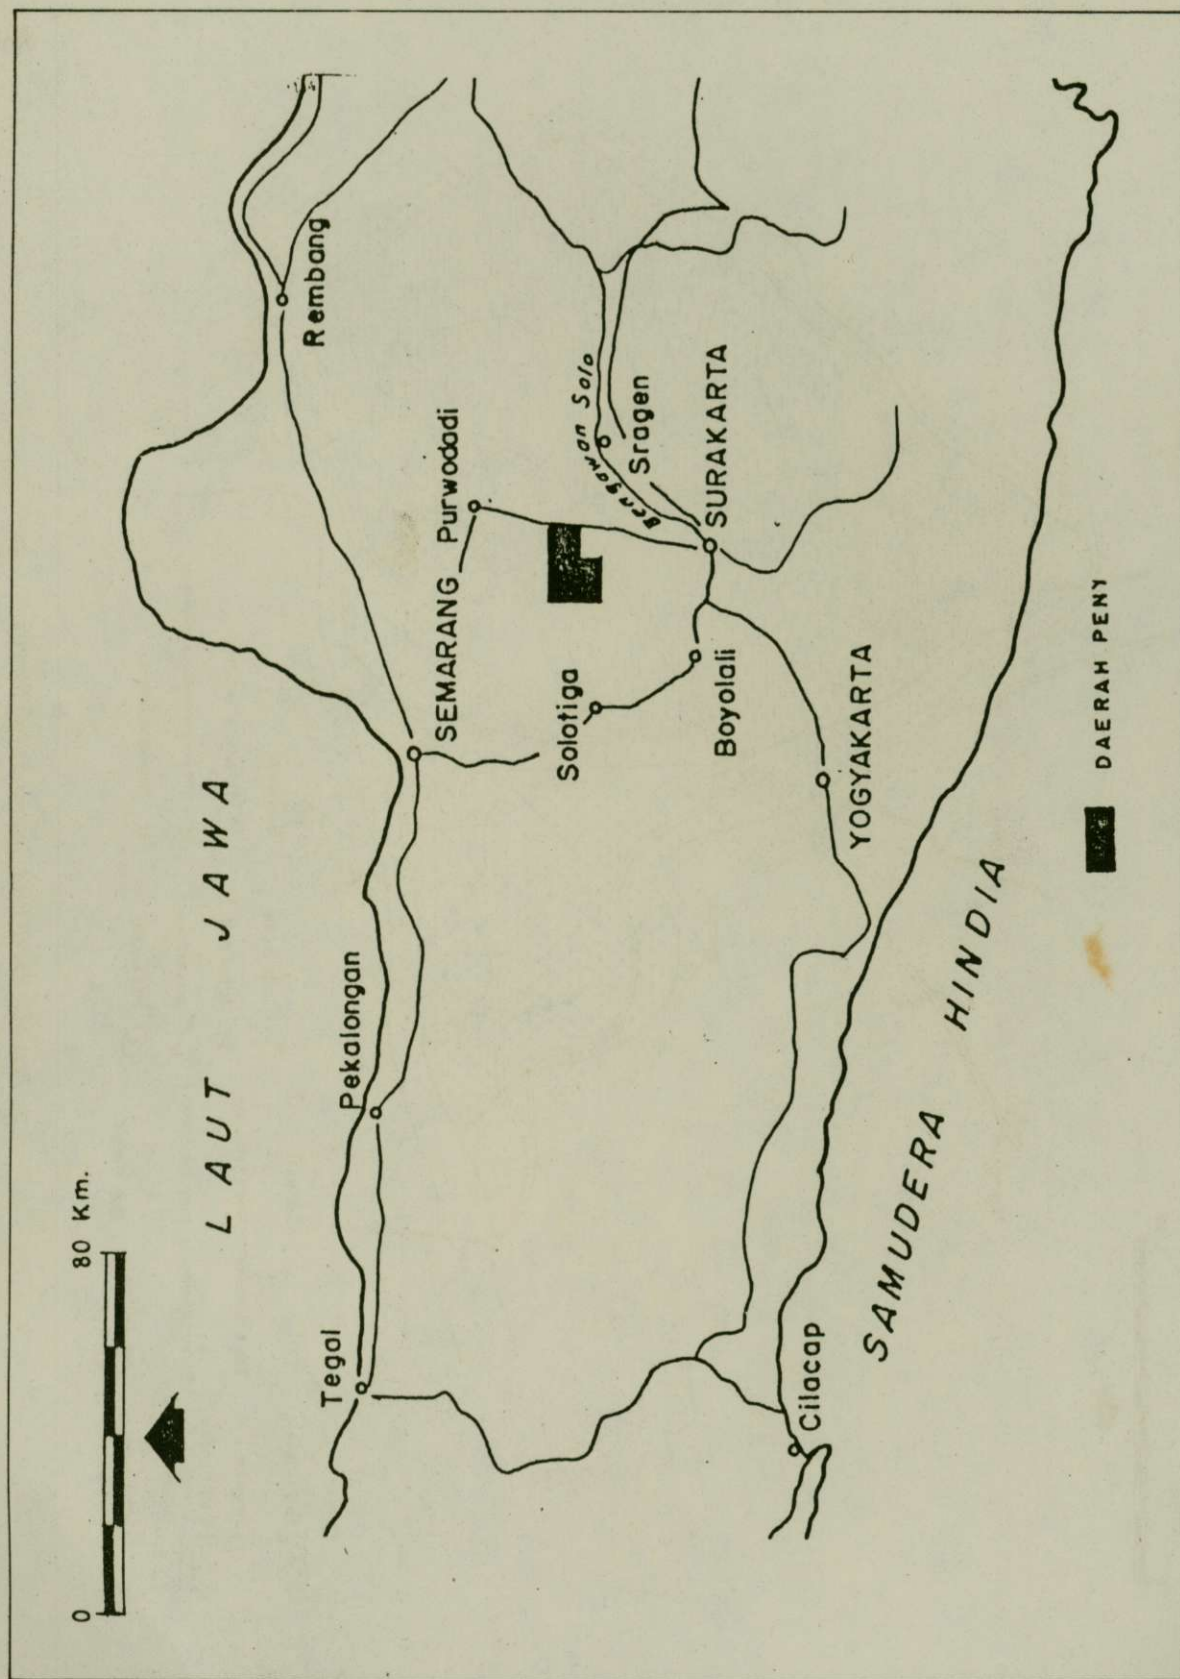 0
80 Km.
LAUT JAWA
Tegal
Pekalongan
SEMARANG
Purwodadi
Rembang
Solotiga
Boyolali
Bengawan Solo
Sragen
SURAKARTA
YOGYAKARTA
Cilacap
SAMUDERA HINDIA
DAERAH PENY